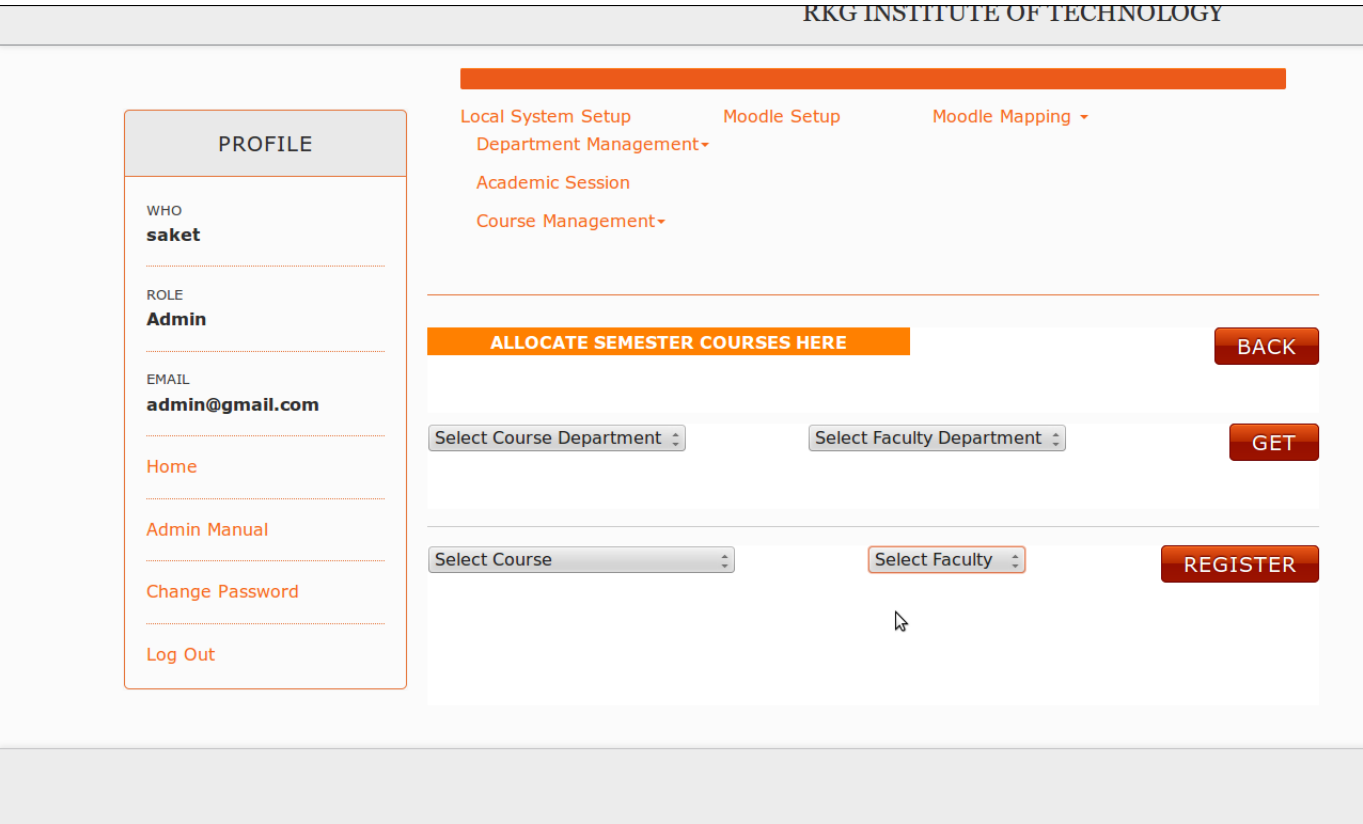 RKG INSTITUTE OF TECHNOLOGY
Local System Setup Moodle Setup Moodle Mapping
Department Management
Academic Session
Course Management
PROFILE
WHO
saket
ROLE
Admin
EMAIL
admin@gmail.com
Home
Admin Manual
Change Password
Log Out
ALLOCATE SEMESTER COURSES HERE BACK
Select Course Department Select Faculty Department GET
Select Course Select Faculty REGISTER